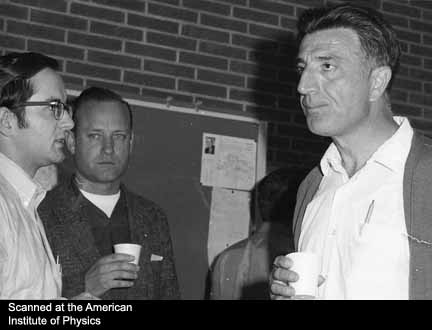 Scanned at the American
Institute of Physics